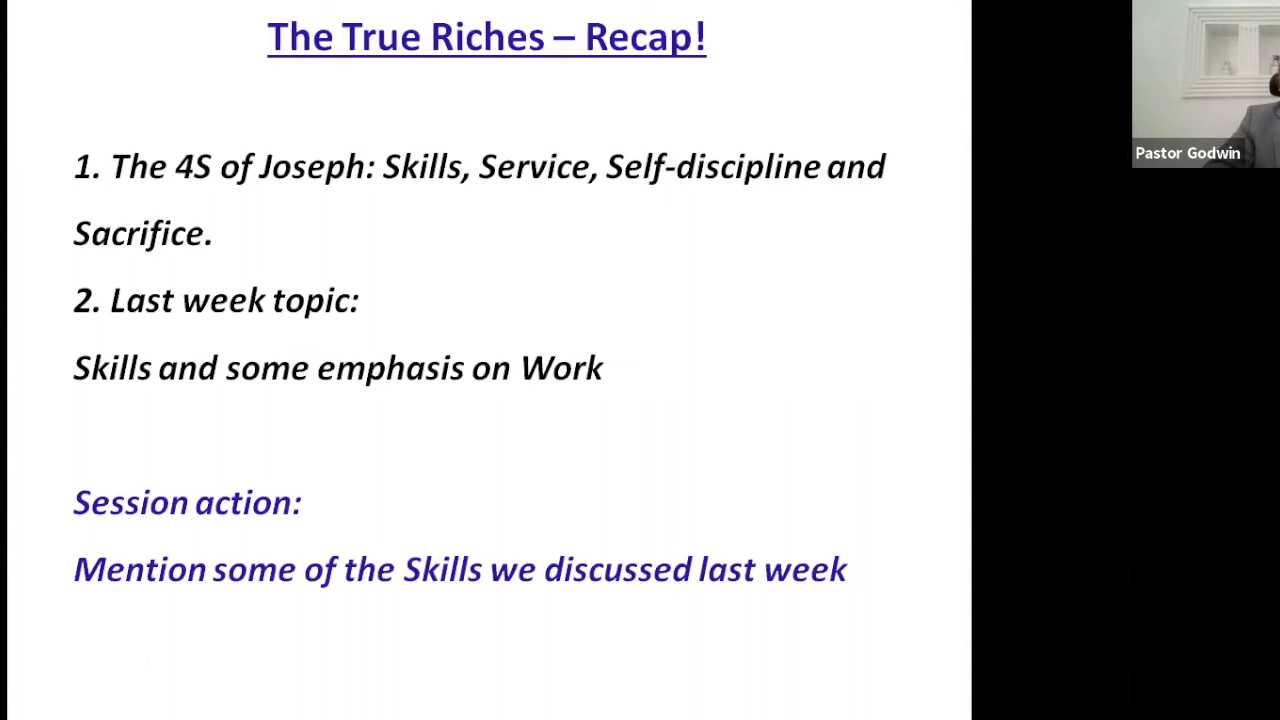 The True Riches – Recap!
1. The 4S of Joseph: Skills, Service, Self-discipline and
Sacrifice.
2. Last week topic:
Skills and some emphasis on Work
Session action:
Mention some of the Skills we discussed last week
Pastor Godwin